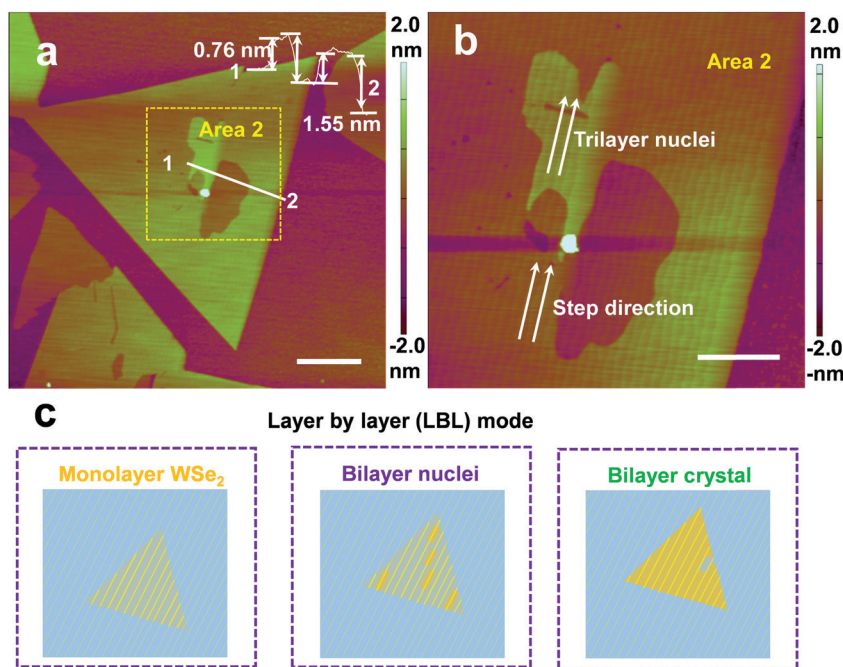 a
0.76 nm
1
2
1.55 nm
Area 2
1
2
2.0
nm
-2.0
nm
b
Area 2
Trilayer nuclei
Step direction
2.0
nm
-2.0
-nm
c
Layer by layer (LBL) mode
Monolayer WSe₂
Bilayer nuclei
Bilayer crystal